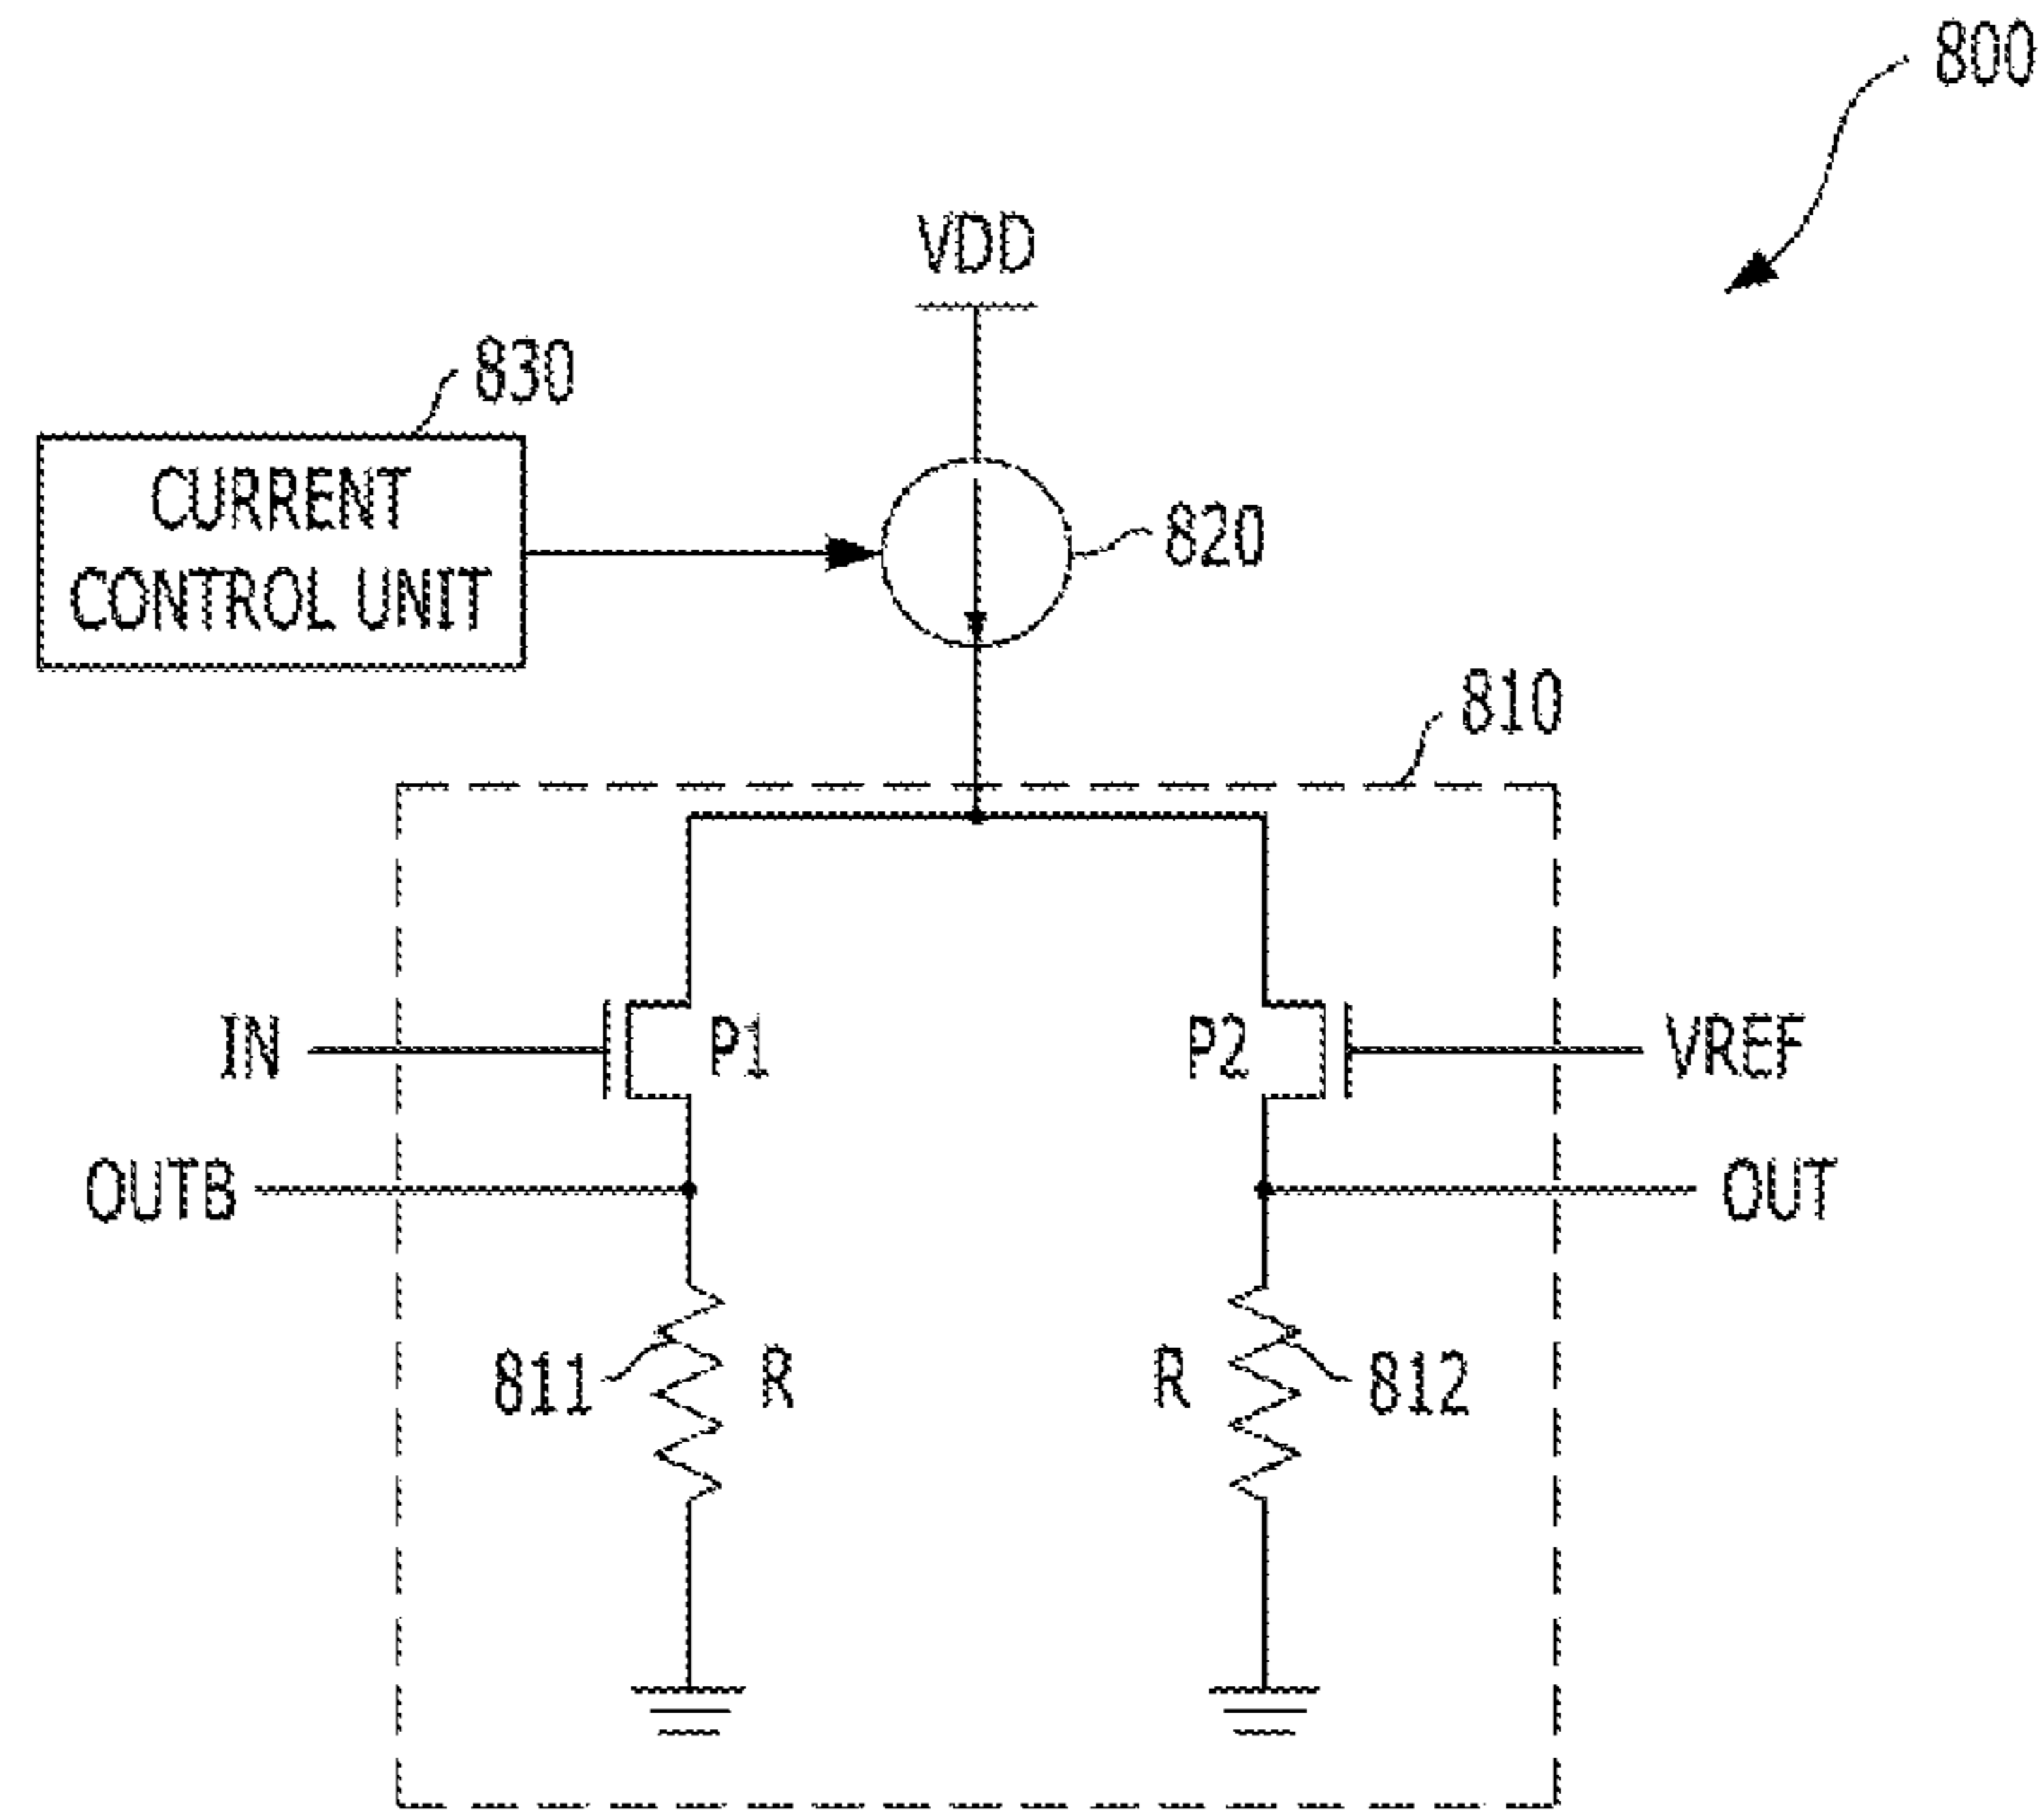 800
VDD
830
CURRENT
CONTROL UNIT
820
810
IN
P1
P2
VREF
OUTB
OUT
811
R
R
812